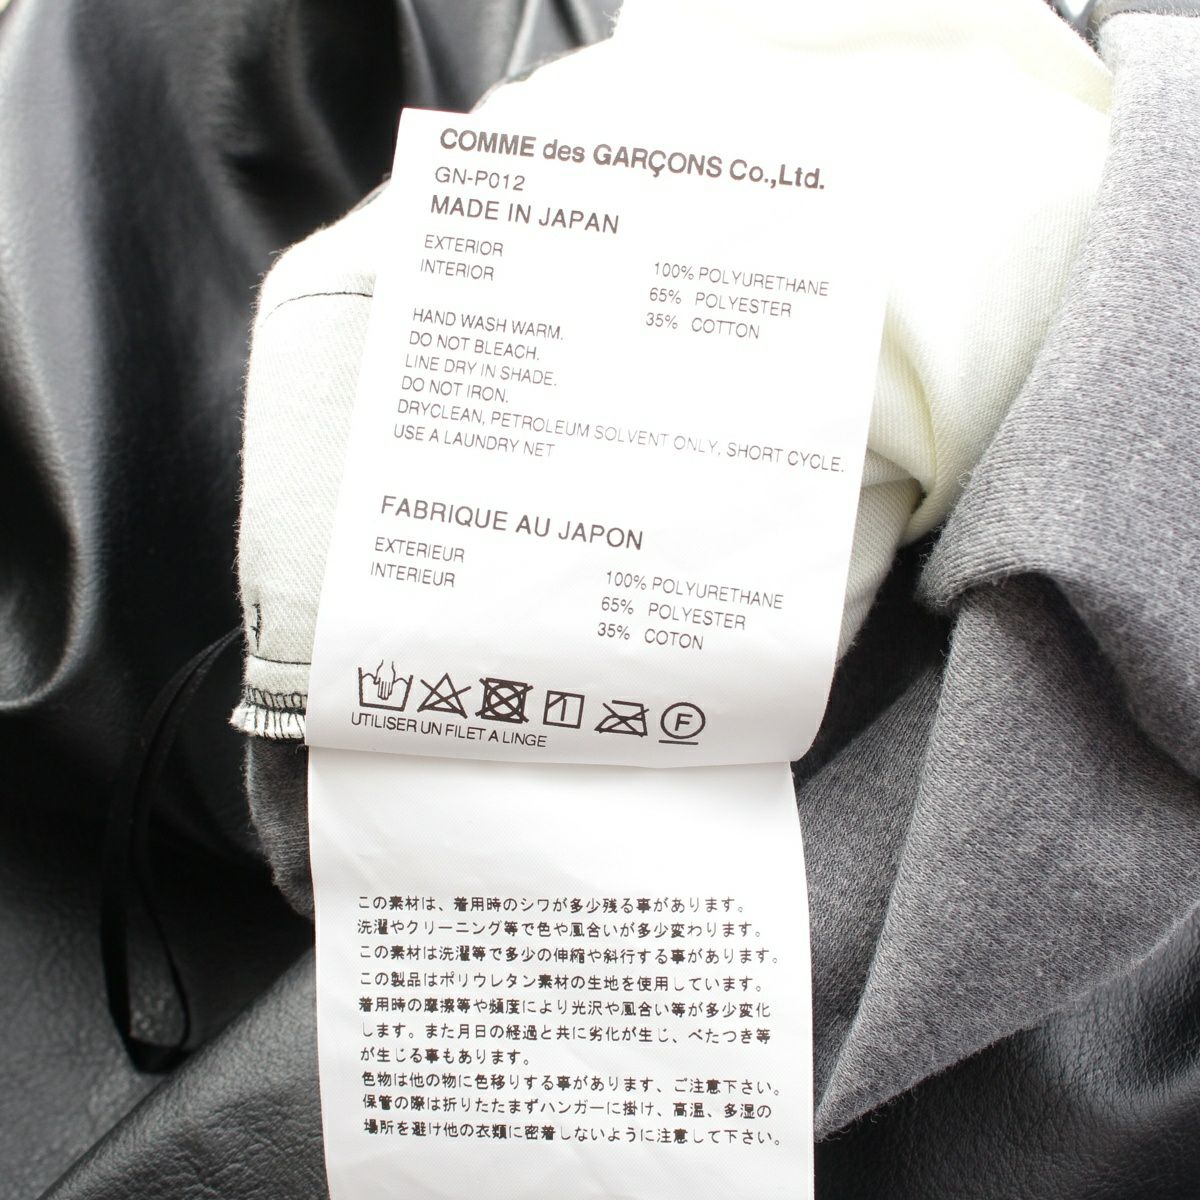 COMME des GARÇONS Co.,Ltd.
GN-P012
MADE IN JAPAN
EXTERIOR 100% POLYURETHANE
INTERIOR 65% POLYESTER
35% COTTON
HAND WASH WARM.
DO NOT BLEACH.
LINE DRY IN SHADE.
DO NOT IRON.
DRYCLEAN, PETROLEUM SOLVENT ONLY, SHORT CYCLE.
USE A LAUNDRY NET
FABRIQUE AU JAPON
EXTERIEUR 100% POLYURETHANE
INTERIEUR 65% POLYESTER
35% COTON
F
UTILISER UN FILET A LINGE
この素材は、着用時のシワが多少残る事があります。
洗濯やクリーニング等で色や風合いが多少変わります。
この素材は洗濯等で多少の伸縮や斜行する事があります。
この製品はポリウレタン素材の生地を使用しています。
着用時の摩擦等や頻度により光沢や風合い等が多少変化
します。また月日の経過と共に劣化が生じ、べたつき等
が生じる事もあります。
色物は他の物に色移りする事があります、ご注意下さい。
保管の際は折りたたまずハンガーに掛け、高温、多湿の
場所を避け他の衣類に密着しないように注意して下さい。